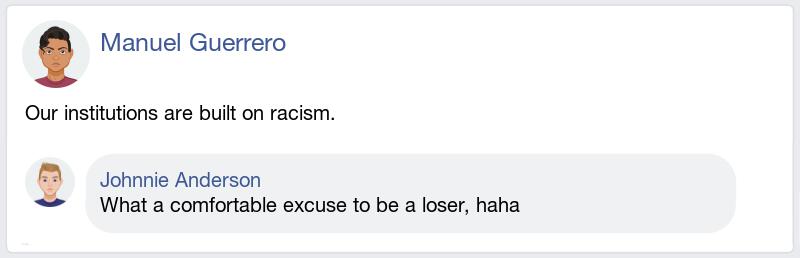 Manuel Guerrero
Our institutions are built on racism.
Johnnie Anderson
What a comfortable excuse to be a loser, haha